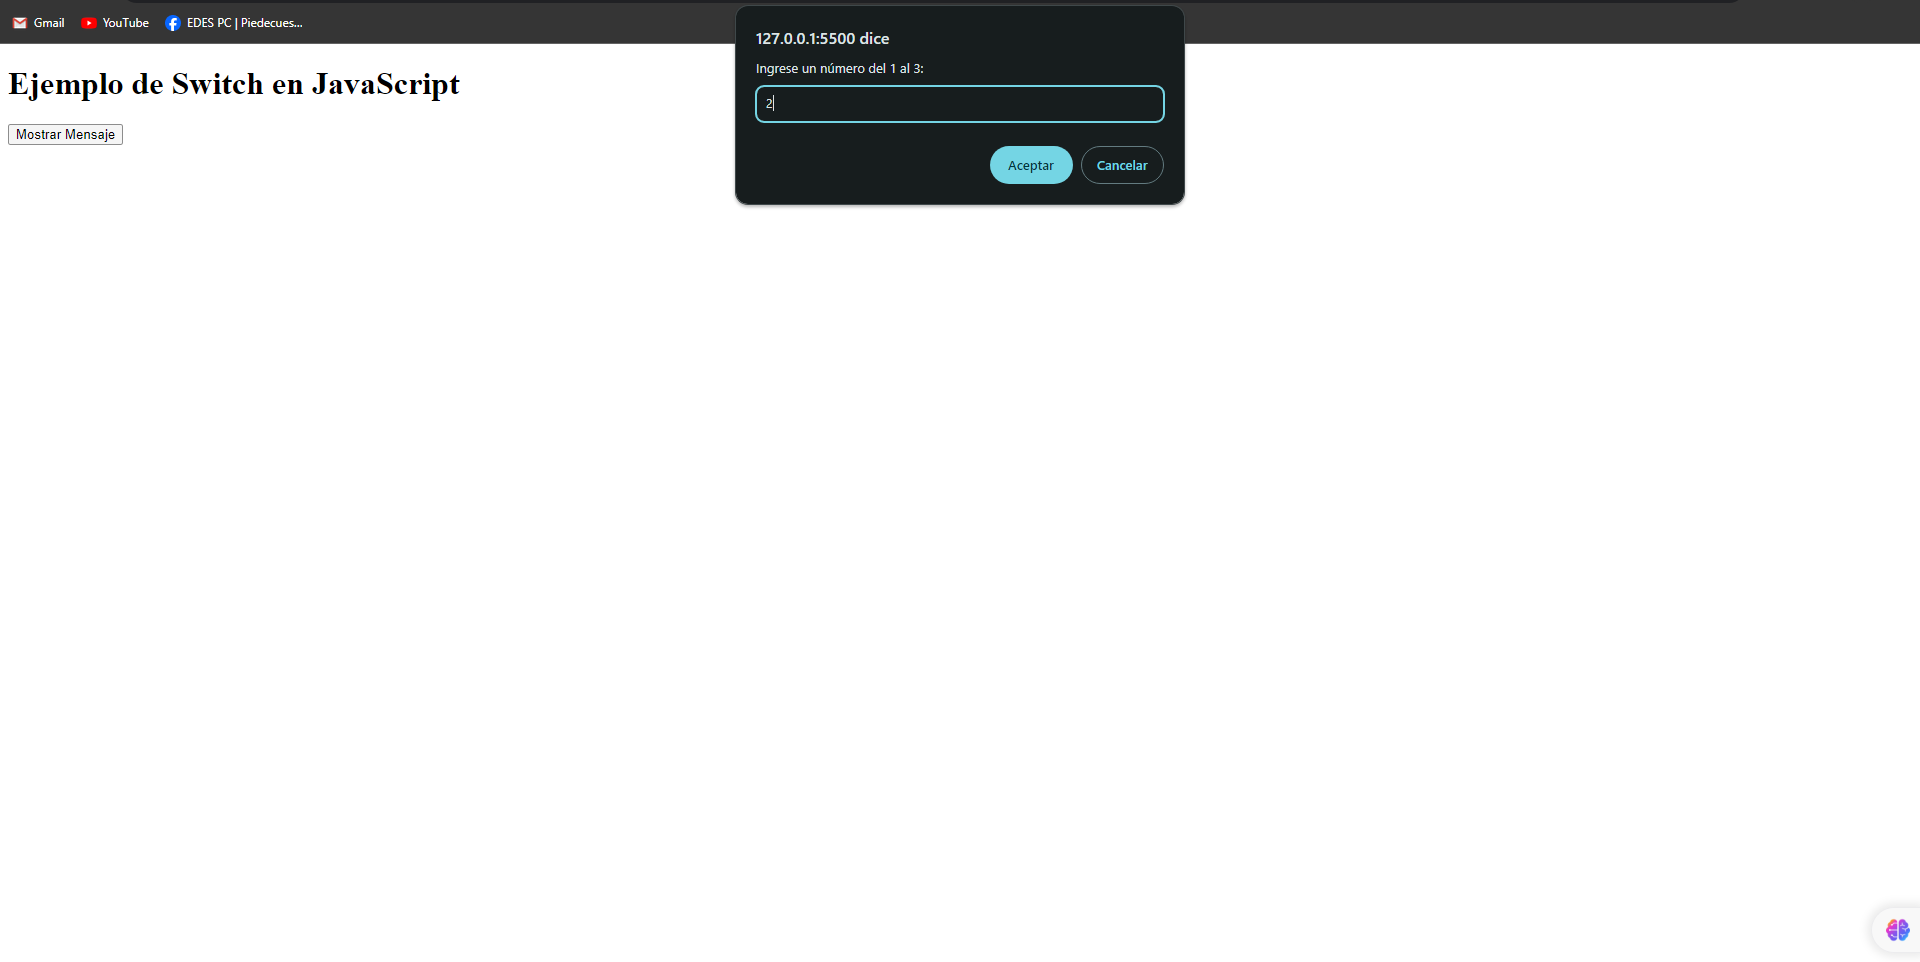 Gmail YouTube EDES PC | Piedecues...
127.0.0.1:5500 dice
Ingrese un número del 1 al 3:
2
Aceptar Cancelar
Ejemplo de Switch en JavaScript
Mostrar Mensaje